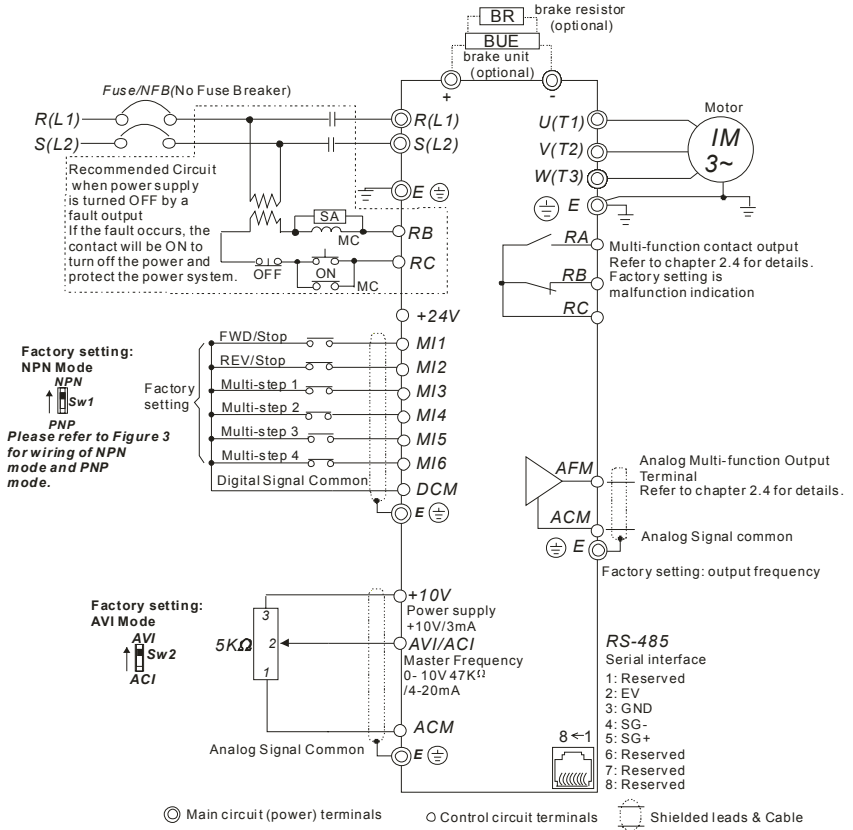 BR
brake resistor
(optional)
BUE
brake unit
(optional)
+
-
Fuse/NFB(No Fuse Breaker)
R(L1)
S(L2)
R(L1)
S(L2)
Recommended Circuit
when power supply
is turned OFF by a
fault output
If the fault occurs, the
contact will be ON to
turn off the power and
protect the power system.
E
SA
MC
RB
OFF
ON
MC
RC
U(T1)
V(T2)
W(T3)
E
Motor
IM
3~
RA
RB
RC
Multi-function contact output
Refer to chapter 2.4 for details.
Factory setting is
malfunction indication
+24V
Factory setting:
NPN Mode
NPN
Sw1
PNP
Please refer to Figure 3
for wiring of NPN
mode and PNP
mode.
Factory
setting
FWD/Stop
MI1
REV/Stop
MI2
Multi-step 1
MI3
Multi-step 2
MI4
Multi-step 3
MI5
Multi-step 4
MI6
Digital Signal Common
DCM
E
AFM
ACM
E
Analog Multi-function Output
Terminal
Refer to chapter 2.4 for details.
Analog Signal common
Factory setting: output frequency
Factory setting:
AVI Mode
AVI
Sw2
ACI
5KΩ
3
2
1
+10V
Power supply
+10V/3mA
AVI/ACI
Master Frequency
0- 10V 47KΩ
/4-20mA
ACM
Analog Signal Common
E
RS-485
Serial interface
1: Reserved
2: EV
3: GND
4: SG-
5: SG+
6: Reserved
7: Reserved
8: Reserved
8←1
Main circuit (power) terminals
Control circuit terminals
Shielded leads & Cable